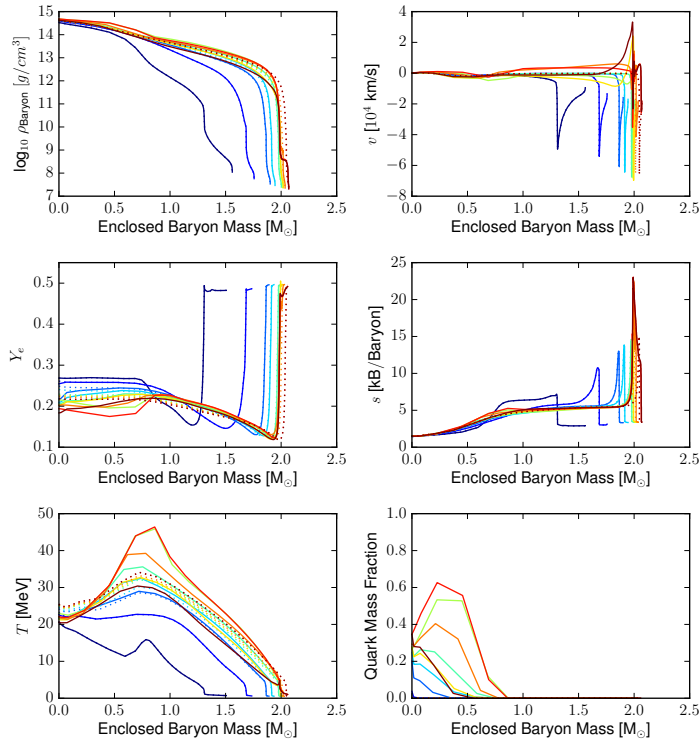 15
14
13
12
11
10
9
8
7
log₁₀ ρBaryon [g/cm³]
0.0 0.5 1.0 1.5 2.0 2.5
Enclosed Baryon Mass [M☉]
4
2
0
−2
−4
−6
−8
v [10⁴ km/s]
0.0 0.5 1.0 1.5 2.0 2.5
Enclosed Baryon Mass [M☉]
0.5
0.4
0.3
0.2
0.1
Yₑ
0.0 0.5 1.0 1.5 2.0 2.5
Enclosed Baryon Mass [M☉]
25
20
15
10
5
0
s [kB/Baryon]
0.0 0.5 1.0 1.5 2.0 2.5
Enclosed Baryon Mass [M☉]
50
40
30
20
10
0
T [MeV]
0.0 0.5 1.0 1.5 2.0 2.5
Enclosed Baryon Mass [M☉]
1.0
0.8
0.6
0.4
0.2
0.0
Quark Mass Fraction
0.0 0.5 1.0 1.5 2.0 2.5
Enclosed Baryon Mass [M☉]